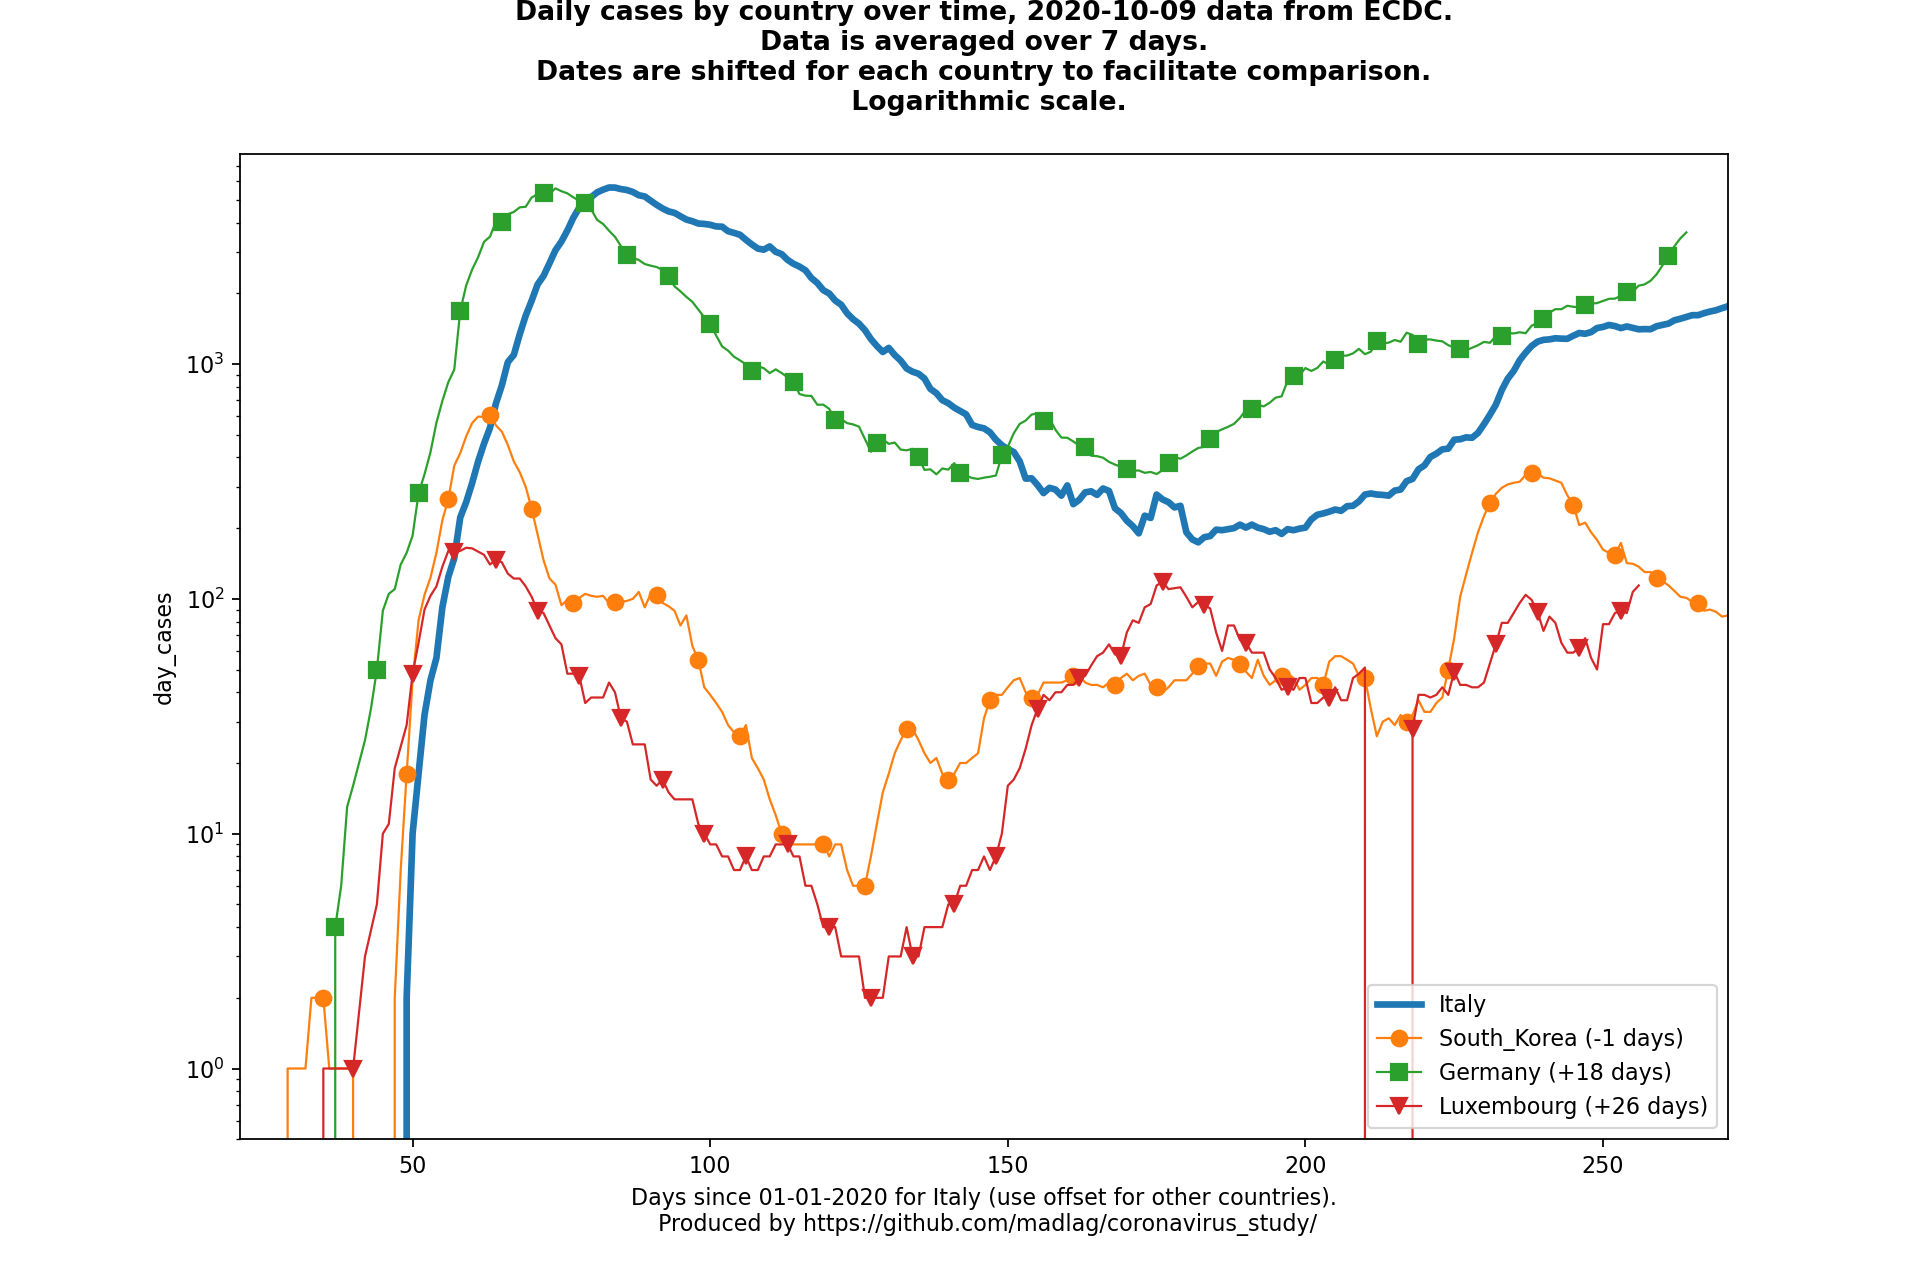 Daily cases by country over time, 2020-10-09 data from ECDC.
Data is averaged over 7 days.
Dates are shifted for each country to facilitate comparison.
Logarithmic scale.
day_cases
10³
10²
10¹
10⁰
50 100 150 200 250
Italy
South_Korea (-1 days)
Germany (+18 days)
Luxembourg (+26 days)
Days since 01-01-2020 for Italy (use offset for other countries).
Produced by https://github.com/madlag/coronavirus_study/